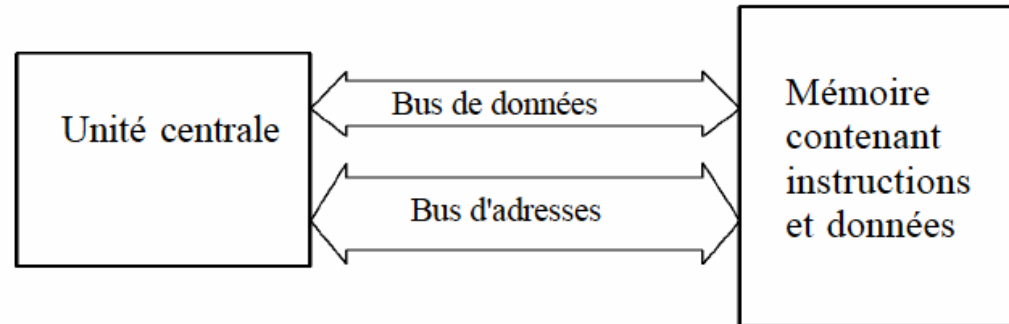 Unité centrale
Bus de données
Bus d'adresses
Mémoire
contenant
instructions
et données